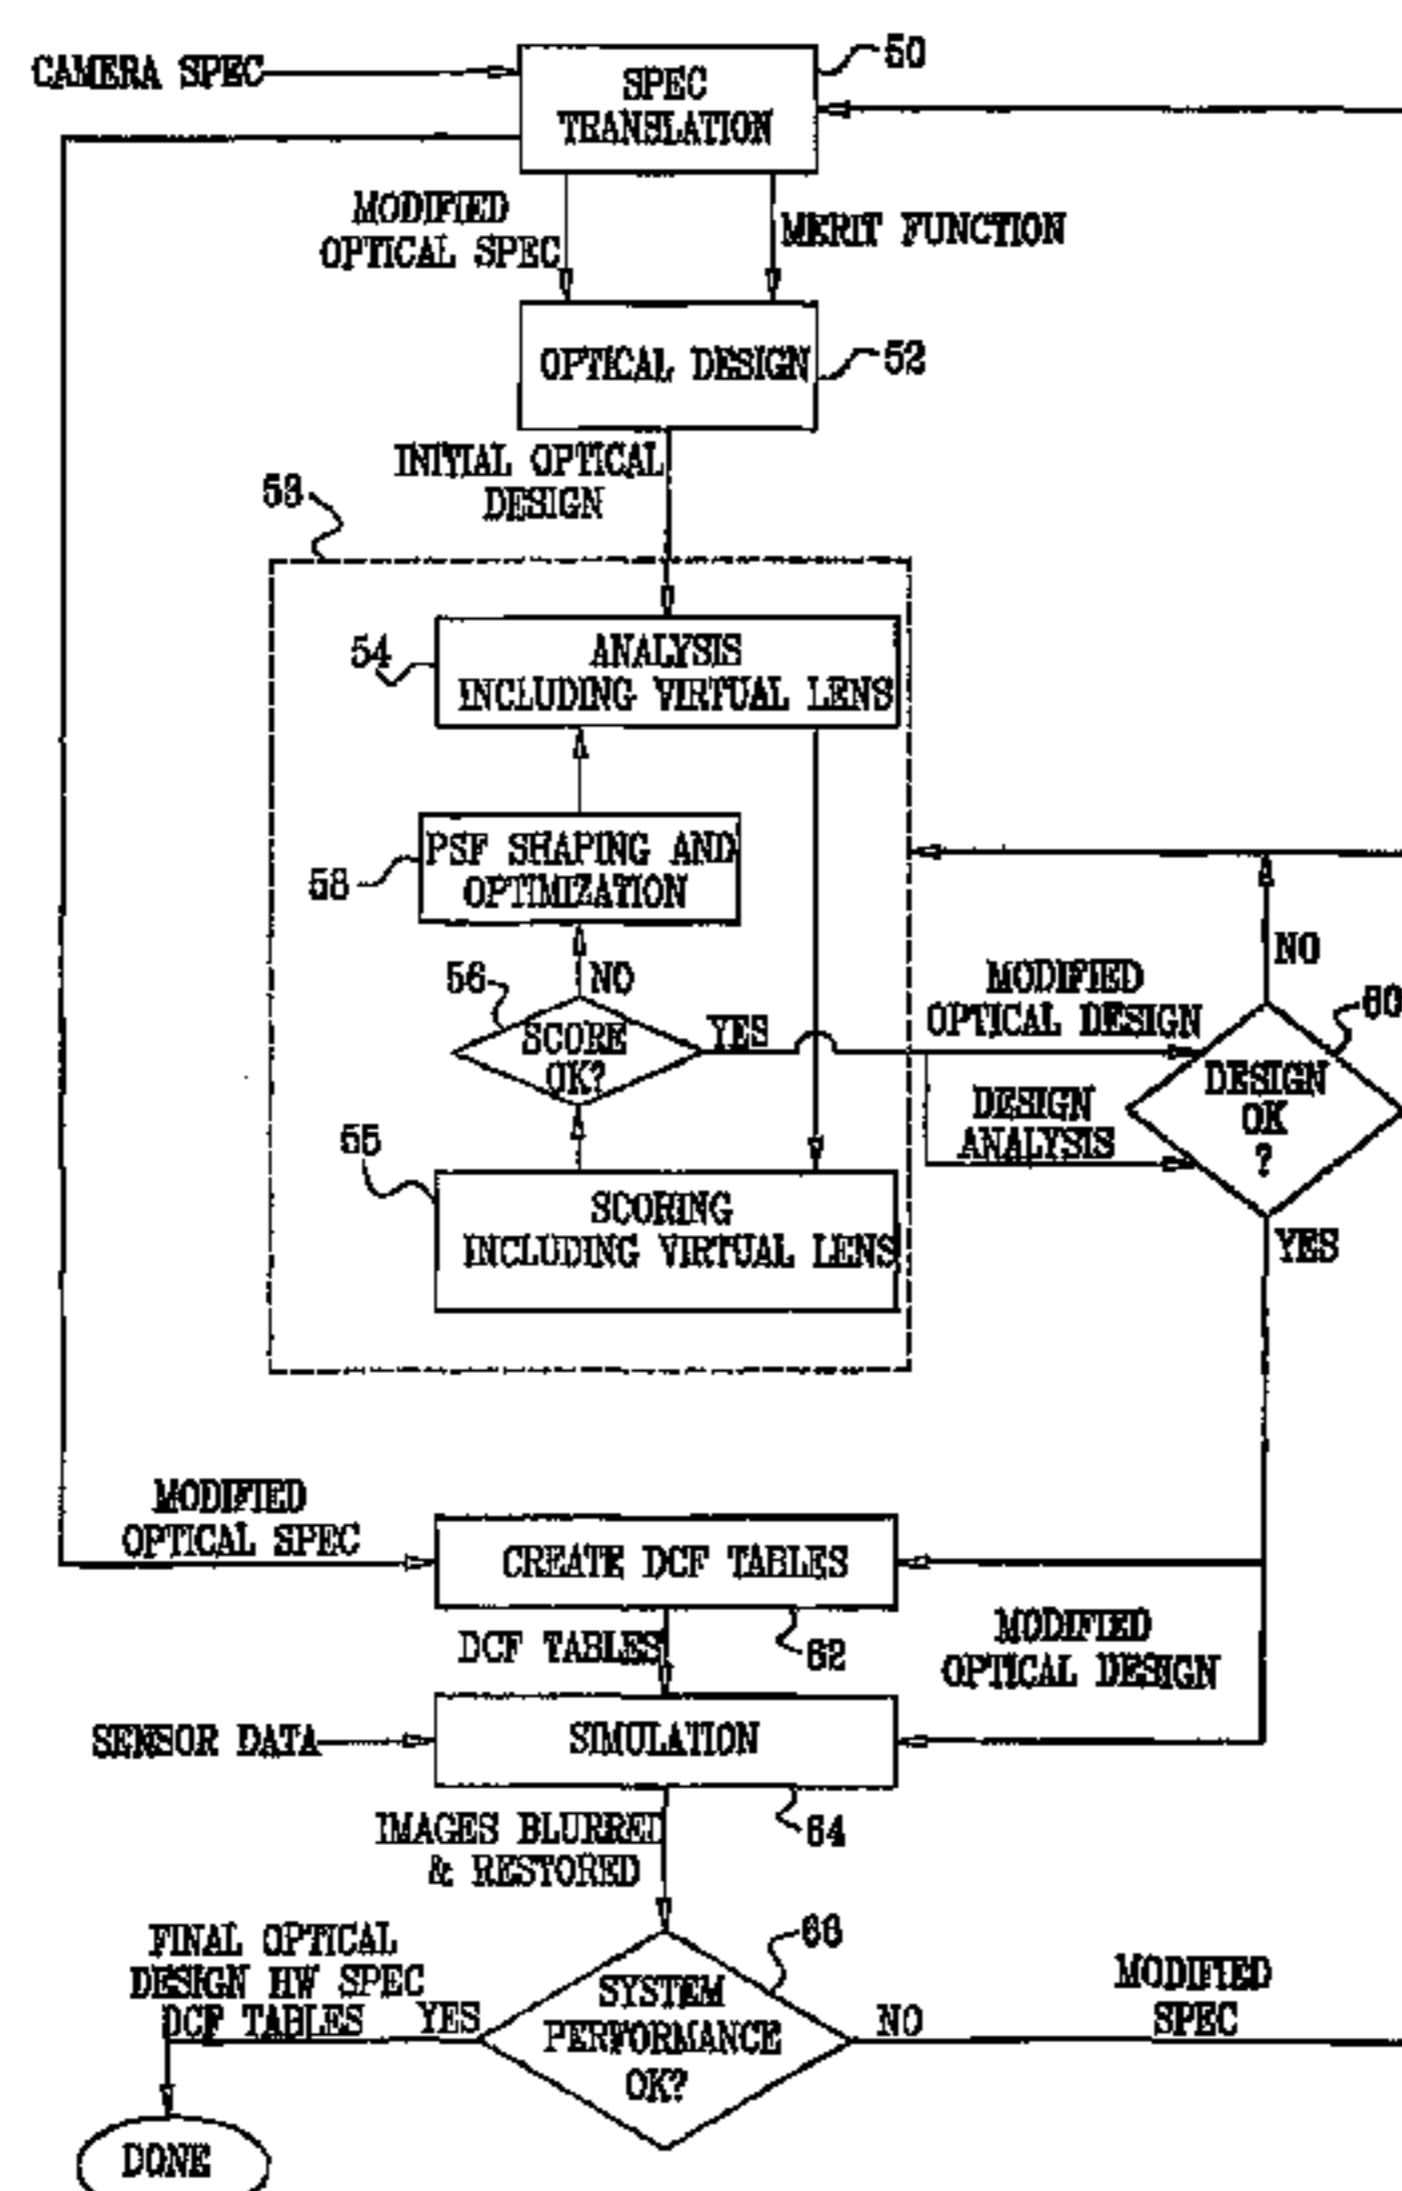 50
CAMERA SPEC
SPEC
TRANSLATION
MODIFIED
OPTICAL SPEC
MERIT FUNCTION
OPTICAL DESIGN
52
INITIAL OPTICAL
DESIGN
53
54
ANALYSIS
INCLUDING VIRTUAL LENS
58
PSF SHAPING AND
OPTIMIZATION
NO
56
NO
SCORE
OK?
YES
MODIFIED
OPTICAL DESIGN
60
DESIGN
OK
?
DESIGN
ANALYSIS
55
SCORING
INCLUDING VIRTUAL LENS
YES
MODIFIED
OPTICAL SPEC
CREATE DCF TABLES
DCF TABLES
62
MODIFIED
OPTICAL DESIGN
SENSOR DATA
SIMULATION
64
IMAGES BLURRED
& RESTORED
66
FINAL OPTICAL
DESIGN HW SPEC
DCF TABLES
YES
SYSTEM
PERFORMANCE
OK?
NO
MODIFIED
SPEC
DONE